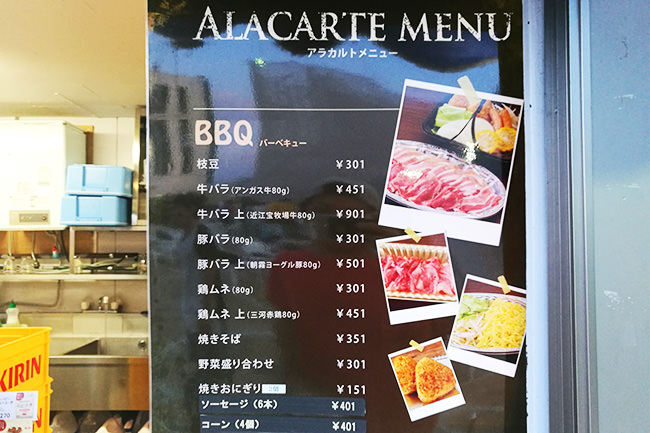 ALACARTE MENU
アラカルトメニュー
BBQ バーベキュー
枝豆 ¥301
牛バラ(アンガス牛80g) ¥451
牛バラ 上(近江宝牧場牛80g) ¥901
豚バラ(80g) ¥301
豚バラ 上(朝霧ヨーグル豚80g) ¥501
鶏ムネ(80g) ¥301
鶏ムネ 上(三河赤鶏80g) ¥451
焼きそば ¥351
野菜盛り合わせ ¥301
焼きおにぎり ¥151
ソーセージ(6本) ¥401
コーン(4個) ¥401
KIRIN